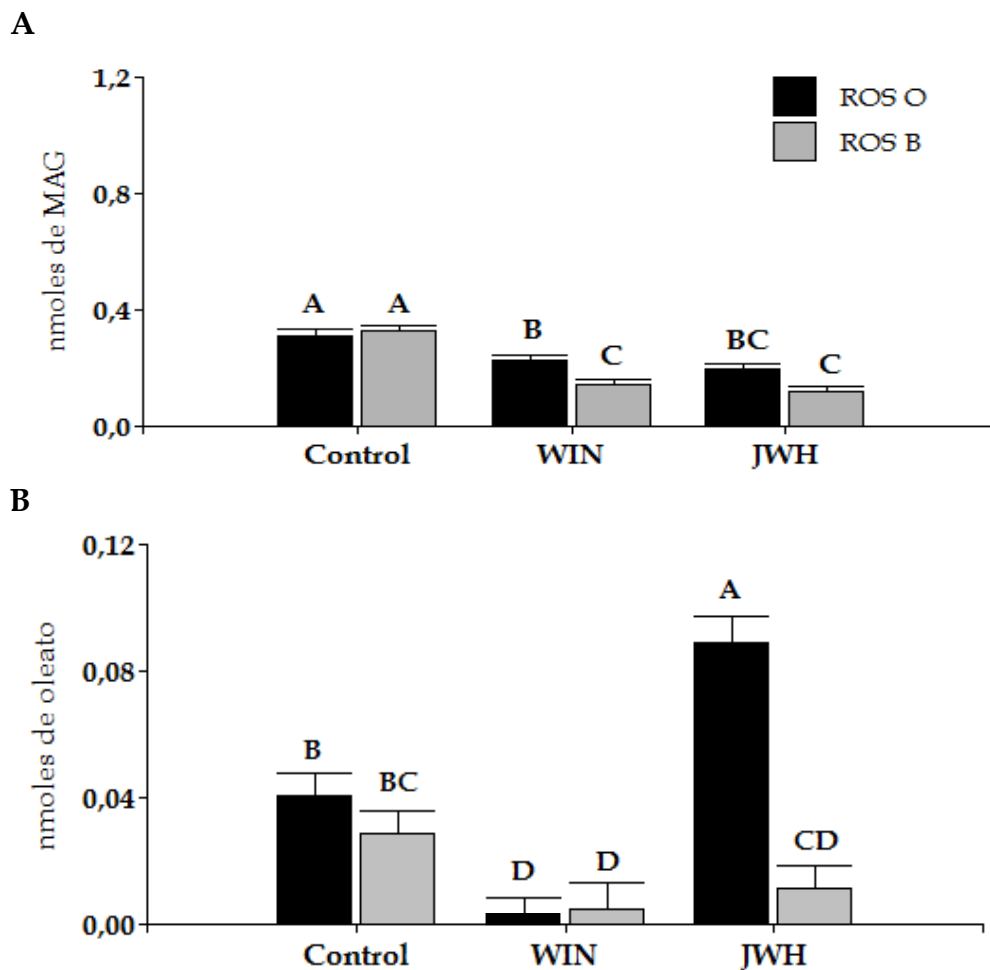 A
nmoles de MAG
1,2
0,8
0,4
0,0
ROS O
ROS B
A A B C BC C
Control WIN JWH
B
nmoles de oleato
0,12
0,08
0,04
0,00
B BC D D A CD
Control WIN JWH